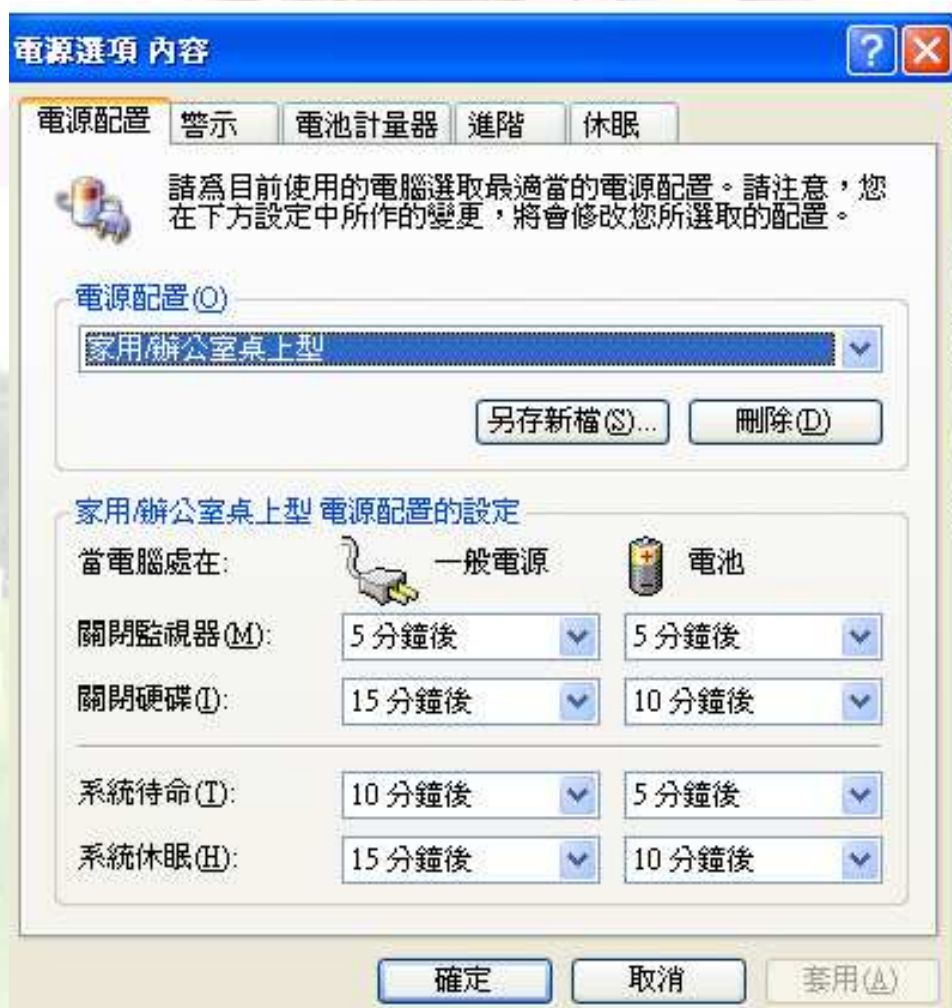 電源選項 內容
電源配置 警示 電池計量器 進階 休眠
請為目前使用的電腦選取最適當的電源配置。請注意，您
在下方設定中所作的變更，將會修改您所選取的配置。
電源配置(O)
家用/辦公室桌上型
另存新檔(S)... 刪除(D)
家用/辦公室桌上型 電源配置的設定
當電腦處在: 一般電源 電池
關閉監視器(M): 5 分鐘後 5 分鐘後
關閉硬碟(I): 15 分鐘後 10 分鐘後
系統待命(T): 10 分鐘後 5 分鐘後
系統休眠(H): 15 分鐘後 10 分鐘後
確定 取消 套用(A)